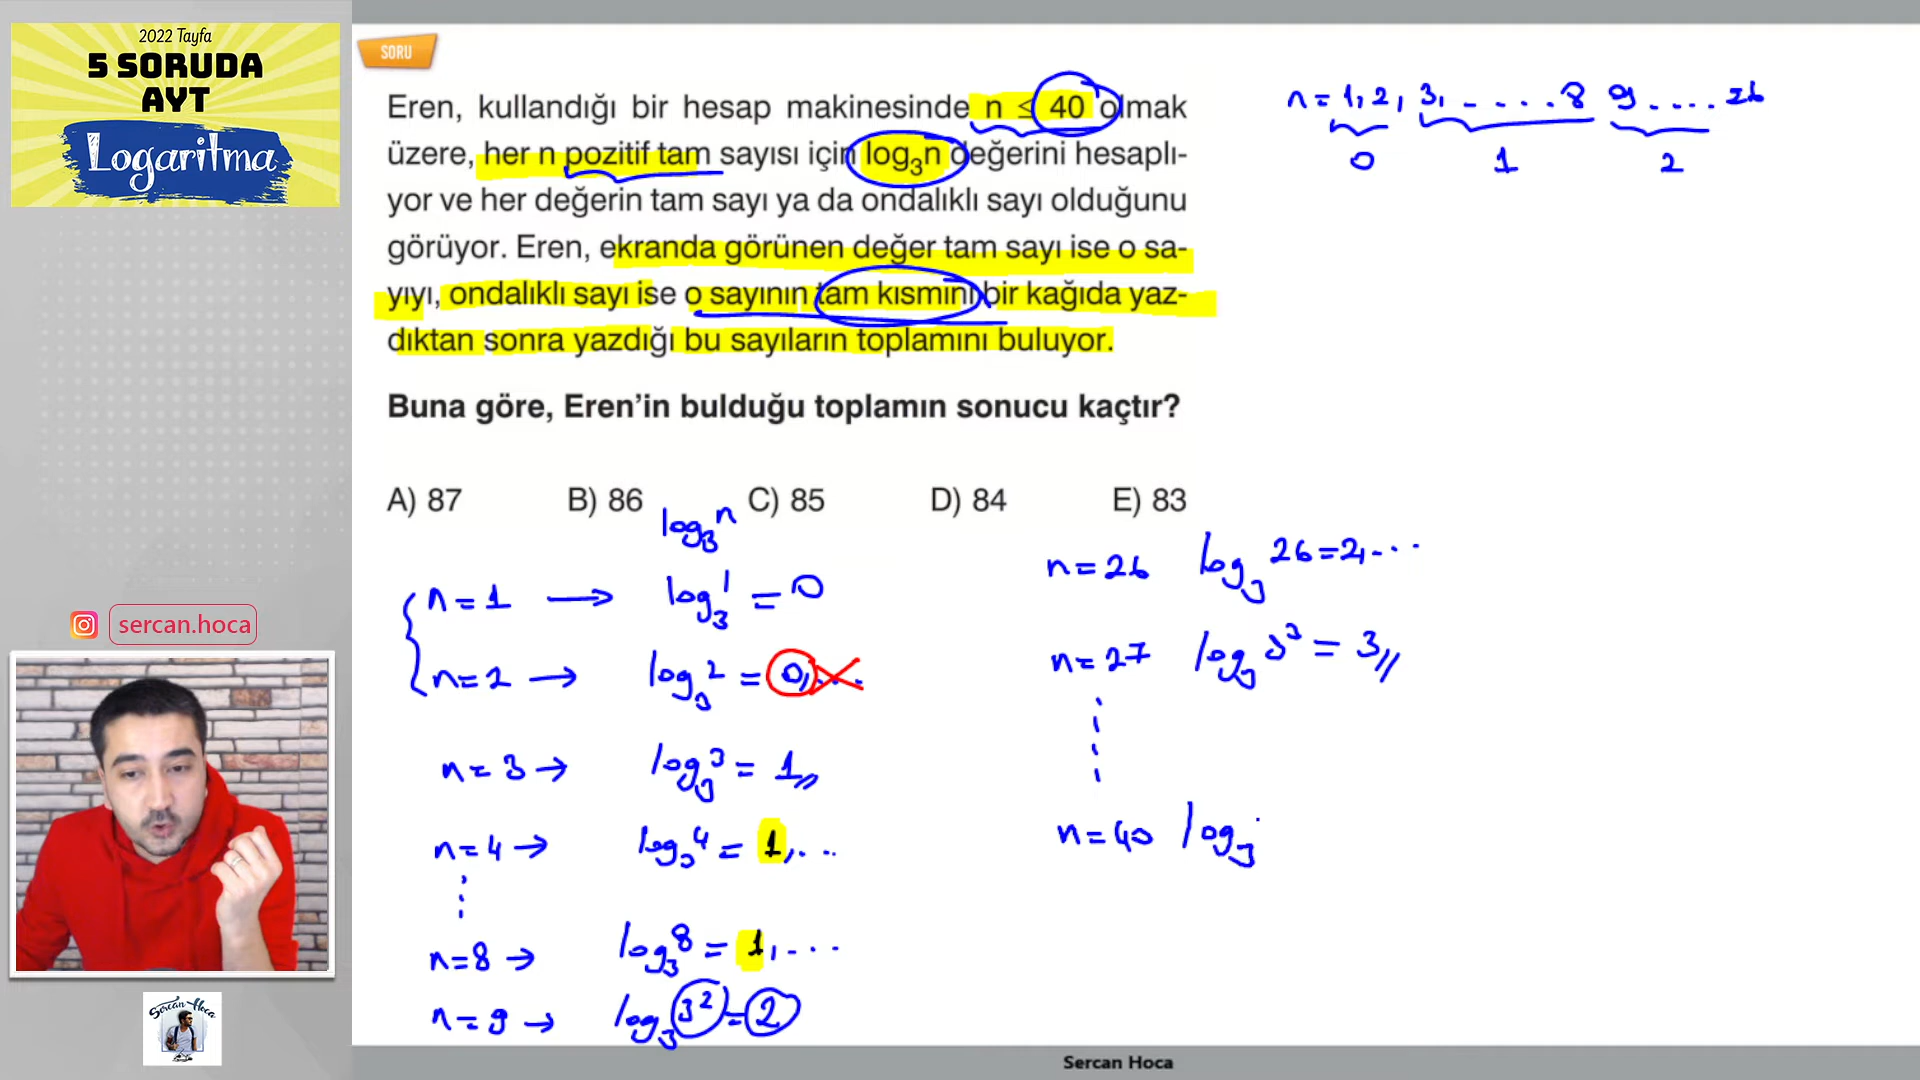 2022 Tayfa
5 SORUDA
AYT
Logaritma
SORU
Eren, kullandığı bir hesap makinesinde n ≤ 40 olmak
üzere, her n pozitif tam sayısı için log₃n değerini hesaplı-
yor ve her değerin tam sayı ya da ondalıklı sayı olduğunu
görüyor. Eren, ekranda görünen değer tam sayı ise o sa-
yıyı, ondalıklı sayı ise o sayının tam kısmını bir kağıda yaz-
dıktan sonra yazdığı bu sayıların toplamını buluyor.
Buna göre, Eren'in bulduğu toplamın sonucu kaçtır?
A) 87 B) 86 C) 85 D) 84 E) 83
n = 1, 2, 3, ..... 8 9 .... 26
0 1 2
log₃n
n = 1 → log₃1 = 0
n = 2 → log₃2 = 0,...
n = 3 → log₃3 = 1
n = 4 → log₃4 = 1,...
n=8 → log₃8 = 1,...
n = 9 → log₃3² = 2
n = 26 log₃26 = 2,...
n = 27 log₃3³ = 3
n = 40 log₃
sercan.hoca
Sercan Hoca
Sercan Hoca